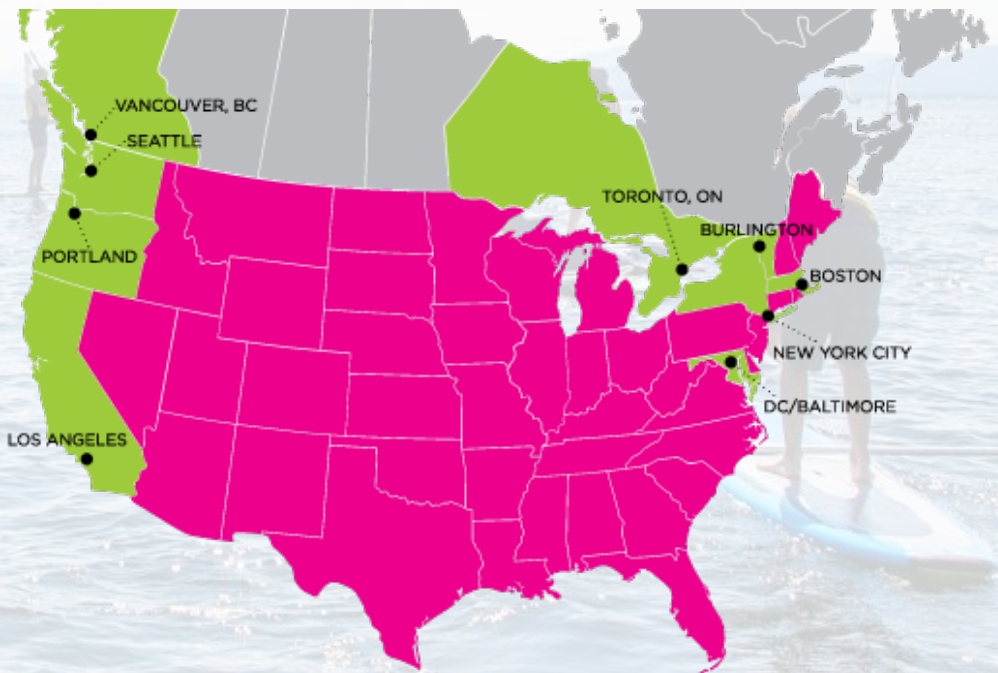 VANCOUVER, BC
SEATTLE
TORONTO, ON
BURLINGTON
PORTLAND
BOSTON
NEW YORK CITY
DC/BALTIMORE
LOS ANGELES